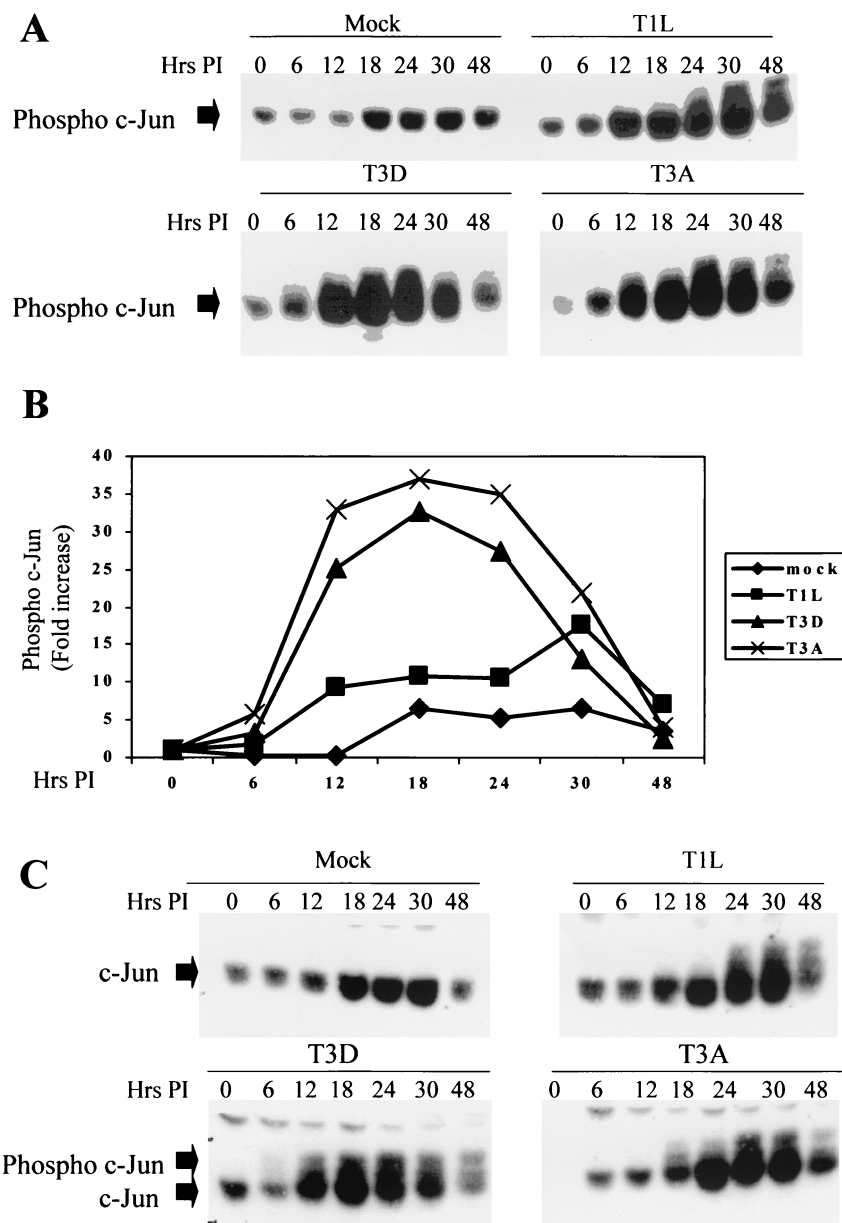 A
Mock T1L
Hrs PI 0 6 12 18 24 30 48 0 6 12 18 24 30 48
Phospho c-Jun
T3D T3A
Hrs PI 0 6 12 18 24 30 48 0 6 12 18 24 30 48
Phospho c-Jun
B
Phospho c-Jun
(Fold increase)
40
35
30
25
20
15
10
5
0
mock
T1L
T3D
T3A
Hrs PI 0 6 12 18 24 30 48
C
Mock T1L
Hrs PI 0 6 12 18 24 30 48 0 6 12 18 24 30 48
c-Jun
T3D T3A
Hrs PI 0 6 12 18 24 30 48 0 6 12 18 24 30 48
Phospho c-Jun
c-Jun